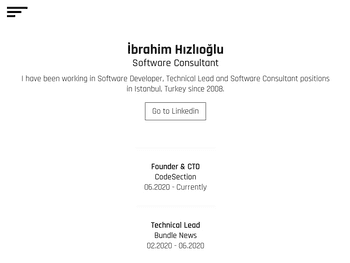 İbrahim Hızlıoğlu
Software Consultant
I have been working in Software Developer, Technical Lead and Software Consultant positions
in Istanbul, Turkey since 2008.
Go to Linkedin
Founder & CTO
CodeSection
06.2020 - Currently
Technical Lead
Bundle News
02.2020 - 06.2020